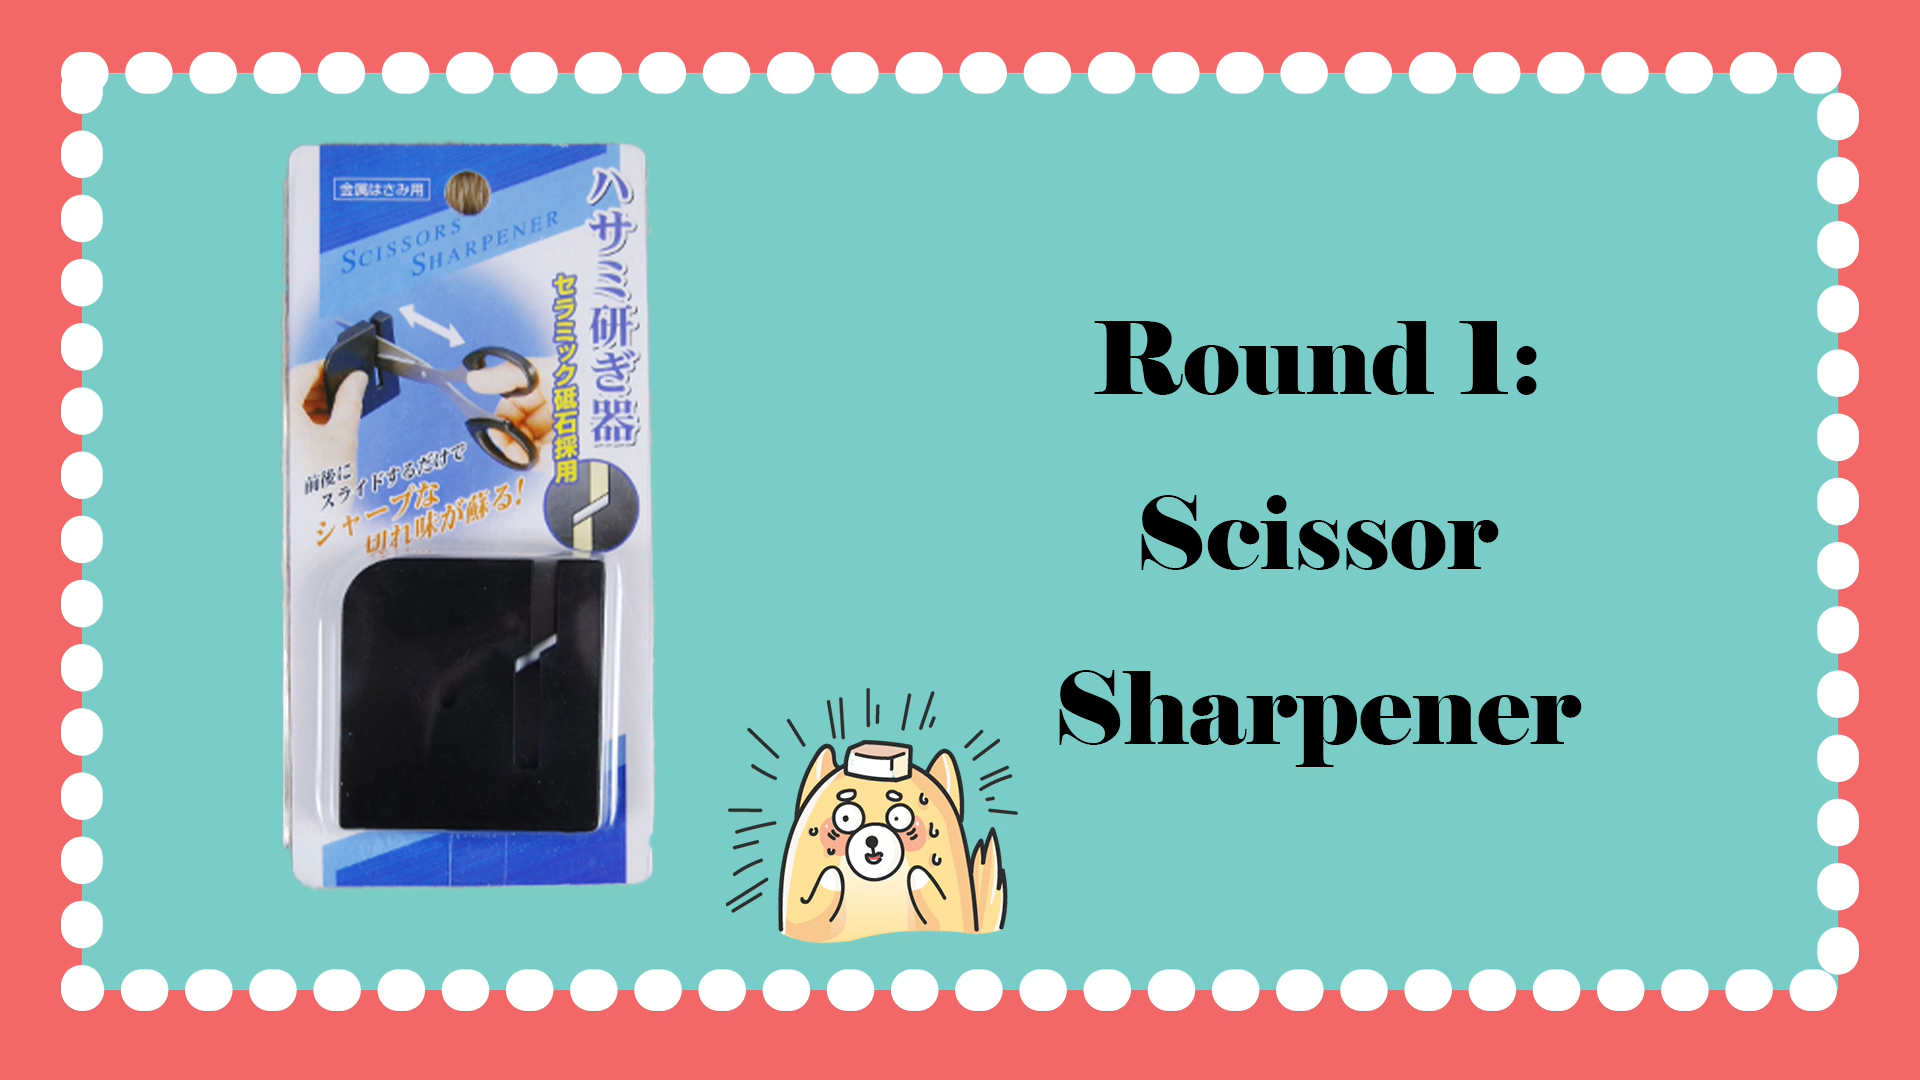 金属はさみ用
SCISSORS
SHARPENER
ハサミ研ぎ器
セラミック砥石採用
前後に
スライドするだけで
シャープな
切れ味が蘇る!
Round 1:
Scissor
Sharpener